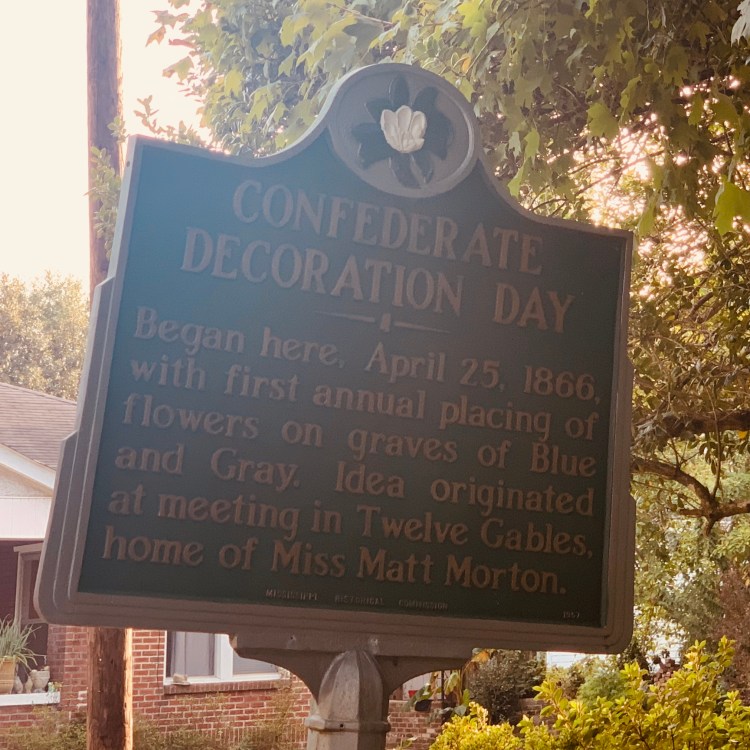 CONFEDERATE
DECORATION DAY
Began here, April 25, 1866,
with first annual placing of
flowers on graves of Blue
and Gray. Idea originated
at meeting in Twelve Gables,
home of Miss Matt Morton.
MISSISSIPPI HISTORICAL COMMISSION